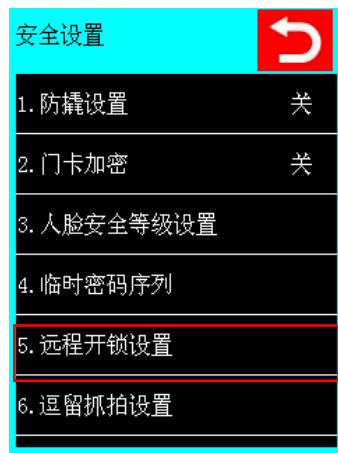 安全设置
1.防撬设置 关
2.门卡加密 关
3.人脸安全等级设置
4.临时密码序列
5.远程开锁设置
6.逗留抓拍设置